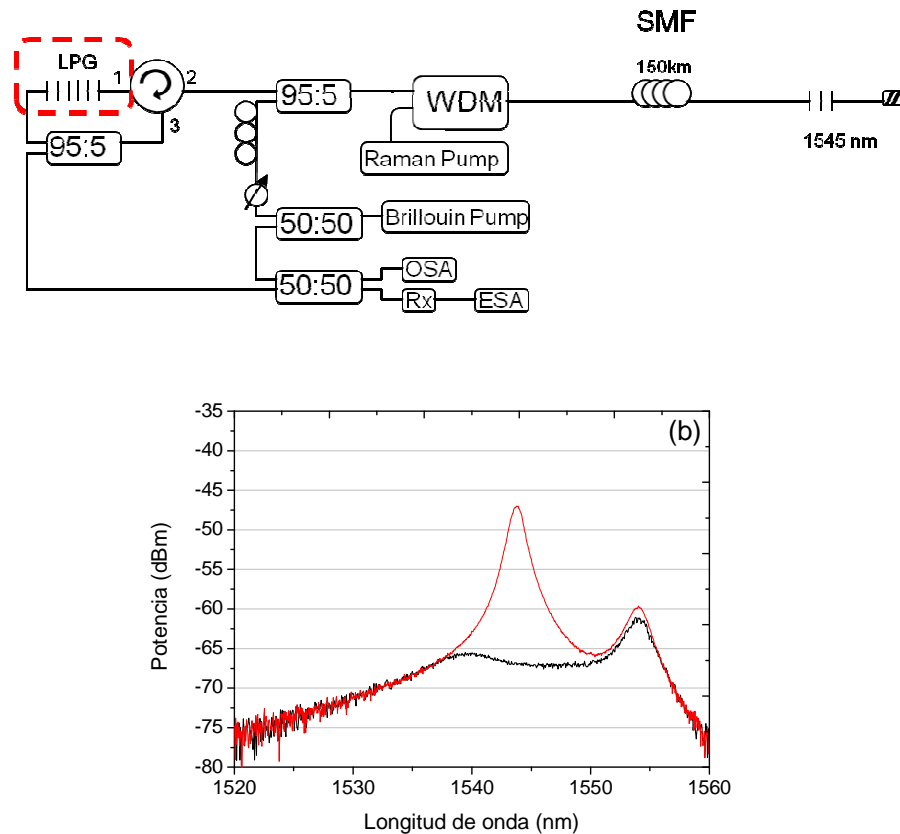 SMF
LPG
1
2
3
150km
95:5
WDM
95:5
Raman Pump
1545 nm
50:50
Brillouin Pump
50:50
OSA
Rx
ESA
(b)
-35
-40
-45
-50
-55
-60
-65
-70
-75
-80
Potencia (dBm)
1520
1530
1540
1550
1560
Longitud de onda (nm)